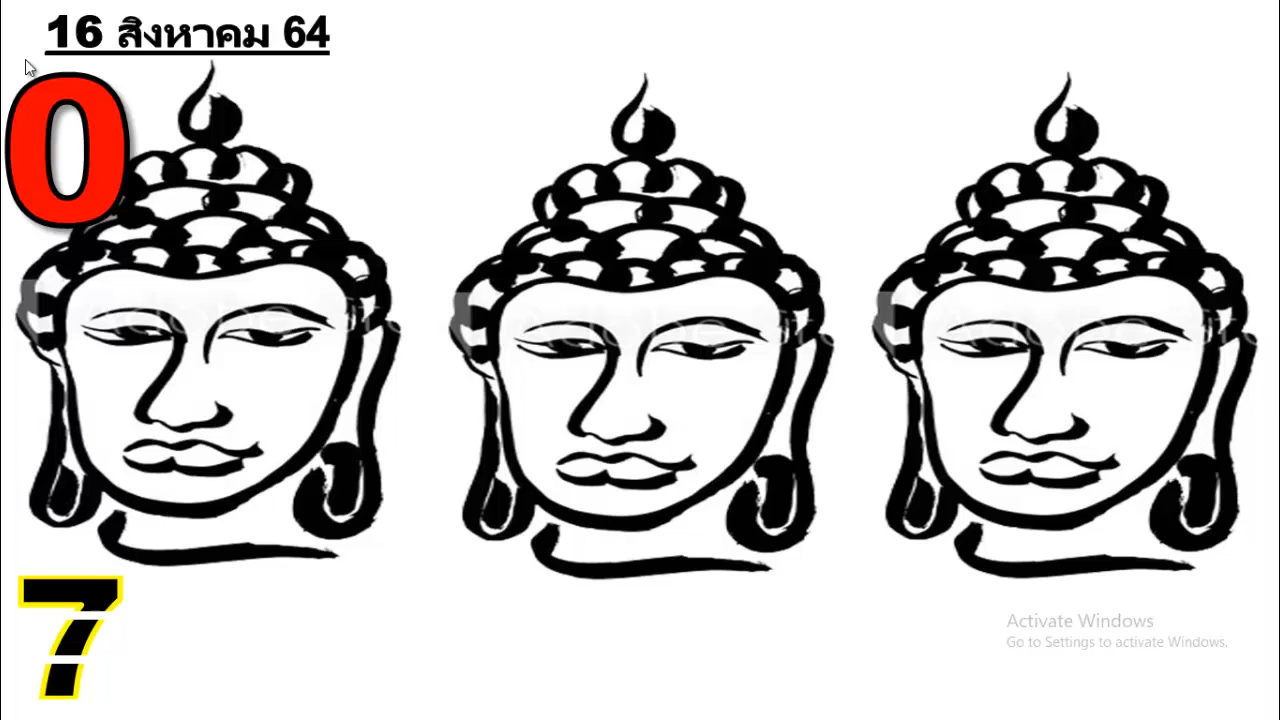 16 สิงหาคม 64
0
7
Activate Windows
Go to Settings to activate Windows.